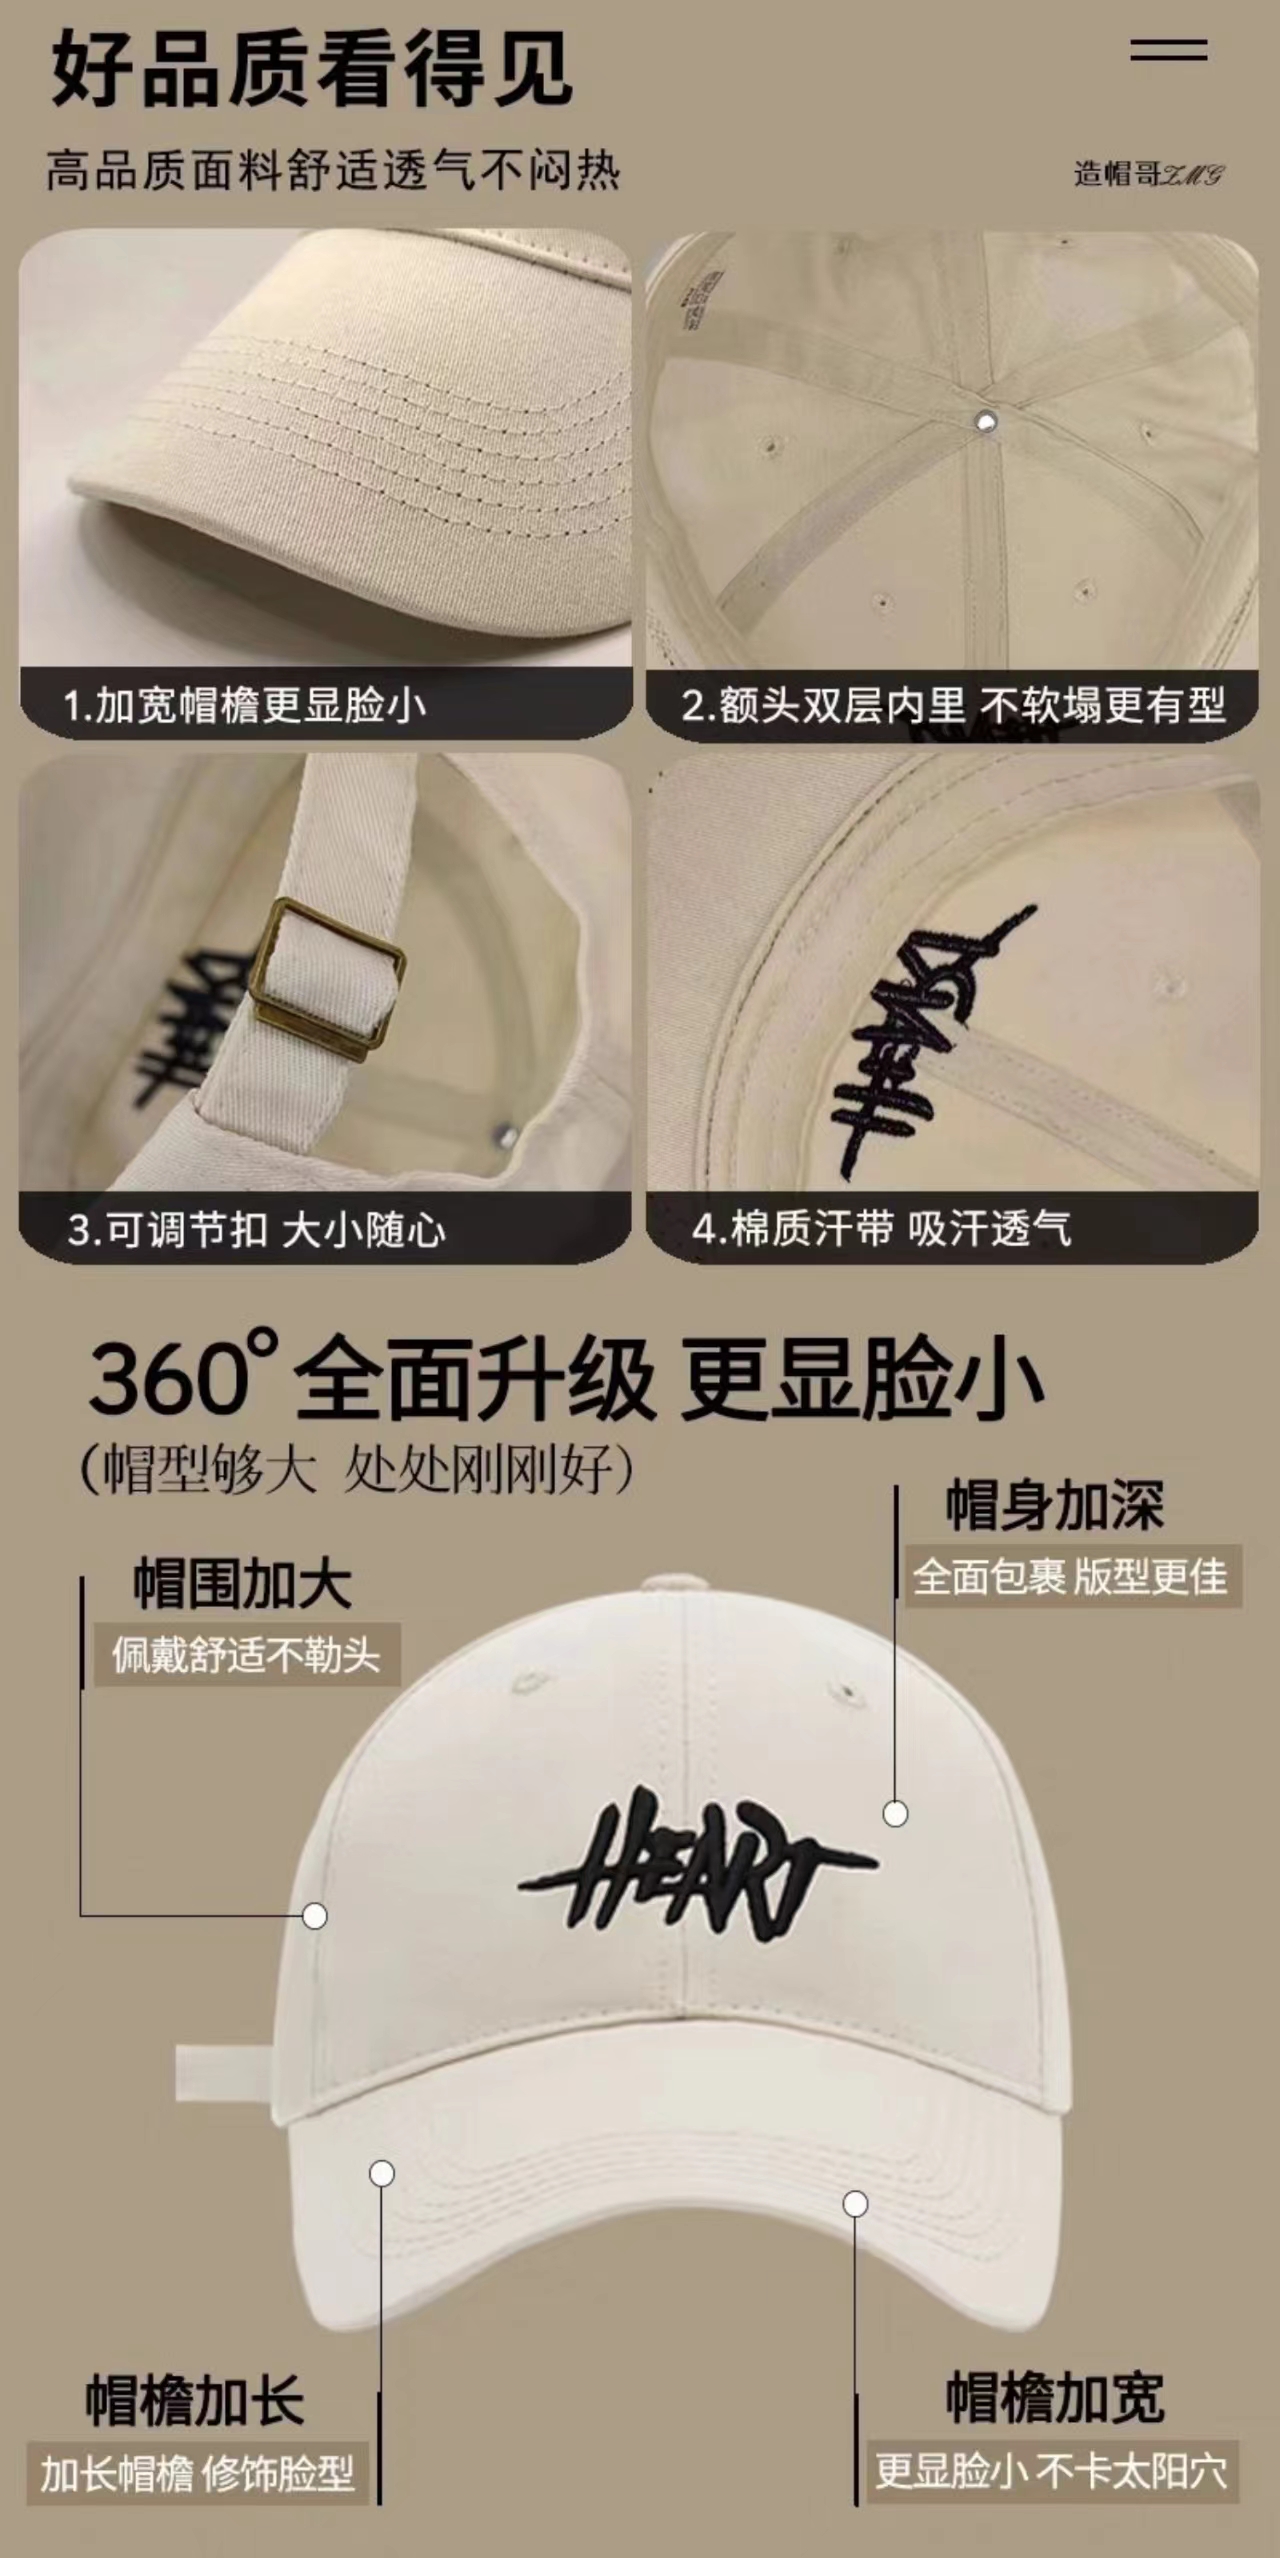 好品质看得见
高品质面料舒适透气不闷热
造帽哥ZMG
1.加宽帽檐更显脸小
2.额头双层内里 不软塌更有型
3.可调节扣 大小随心
HEART
4.棉质汗带 吸汗透气
360°全面升级 更显脸小
(帽型够大 处处刚刚好)
帽身加深
全面包裹 版型更佳
帽围加大
佩戴舒适不勒头
HEART
帽檐加长
加长帽檐 修饰脸型
帽檐加宽
更显脸小 不卡太阳穴